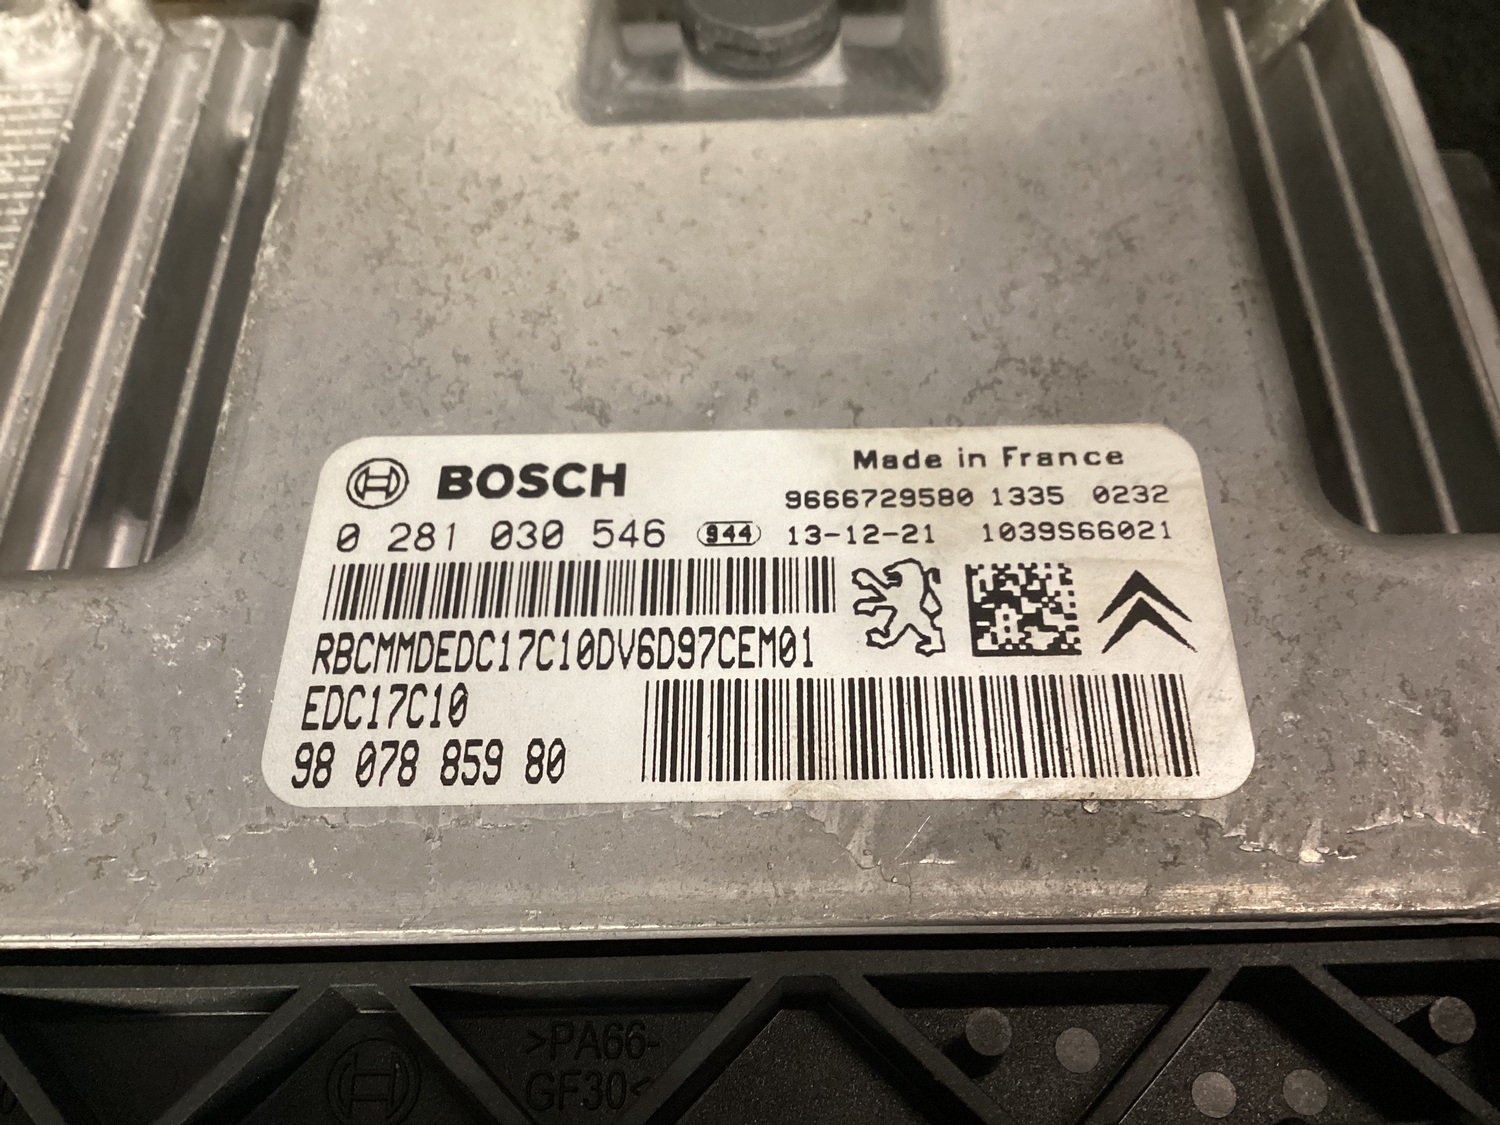 BOSCH
Made in France
9666729580 1335 0232
0 281 030 546 944 13-12-21 1039S66021
RBCMMDEDC17C10DV6D97CEM01
EDC17C10
98 078 859 80
>PA66-
GF30<